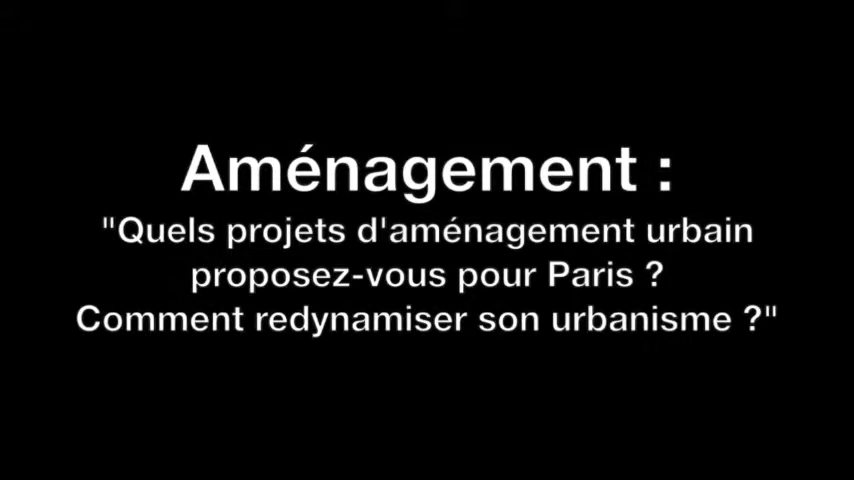 Aménagement :
"Quels projets d'aménagement urbain
proposez-vous pour Paris ?
Comment redynamiser son urbanisme ?"